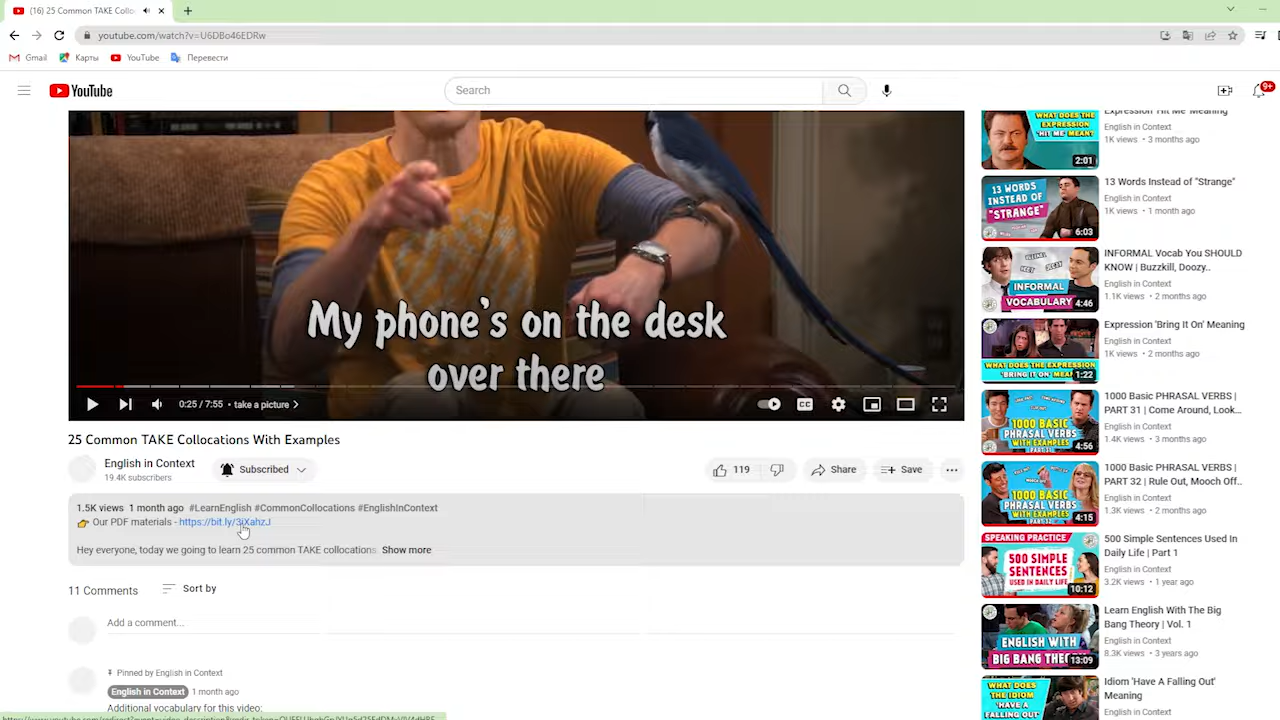 (16) 25 Common TAKE Colloc
youtube.com/watch?v=U6DBo46EDRw
Gmail
Карты
YouTube
Перевести
YouTube
Search
9+
My phone's on the desk
over there
0:25 / 7:55 • take a picture >
CC
25 Common TAKE Collocations With Examples
English in Context
19.4K subscribers
Subscribed
119
Share
Save
1.5K views 1 month ago #LearnEnglish #CommonCollocations #EnglishInContext
Our PDF materials - https://bit.ly/3iXahzJ
Hey everyone, today we going to learn 25 common TAKE collocations Show more
11 Comments
Sort by
Add a comment...
Pinned by English in Context
English in Context 1 month ago
Additional vocabulary for this video:
WHAT DOES THE
EXPRESSION
'HIT ME' MEAN?
2:01
Expression 'Hit Me' Meaning
English in Context
1K views • 3 months ago
13 WORDS
INSTEAD OF
"STRANGE"
6:03
13 Words Instead of "Strange"
English in Context
1K views • 1 month ago
INFORMAL
VOCABULARY
4:46
INFORMAL Vocab You SHOULD
KNOW | Buzzkill, Doozy..
English in Context
1.1K views • 2 months ago
WHAT DOES THE EXPRESSION
1:22
Expression 'Bring It On' Meaning
English in Context
1K views • 2 months ago
1000 BASIC
PHRASAL VERBS
WITH EXAMPLES
PART 31
4:56
1000 Basic PHRASAL VERBS |
PART 31 | Come Around, Look...
English in Context
1.4K views • 3 months ago
1000 BASIC
PHRASAL VERBS
WITH EXAMPLES
4:15
1000 Basic PHRASAL VERBS |
PART 32 | Rule Out, Mooch Off...
English in Context
1.3K views • 2 months ago
SPEAKING PRACTICE
500 SIMPLE
SENTENCES
USED IN DAILY LIFE
10:12
500 Simple Sentences Used In
Daily Life | Part 1
English in Context
3.2K views • 1 year ago
ENGLISH WITH
BIG BANG THEORY
13:09
Learn English With The Big
Bang Theory | Vol. 1
English in Context
8.3K views • 3 years ago
WHAT DOES
THE IDIOM
'HAVE A
FALLING OUT'
Idiom 'Have A Falling Out'
Meaning
English in Context